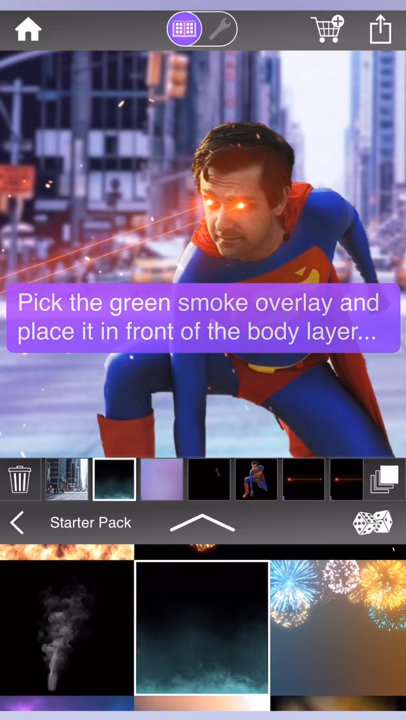 Pick the green smoke overlay and
place it in front of the body layer...
Starter Pack